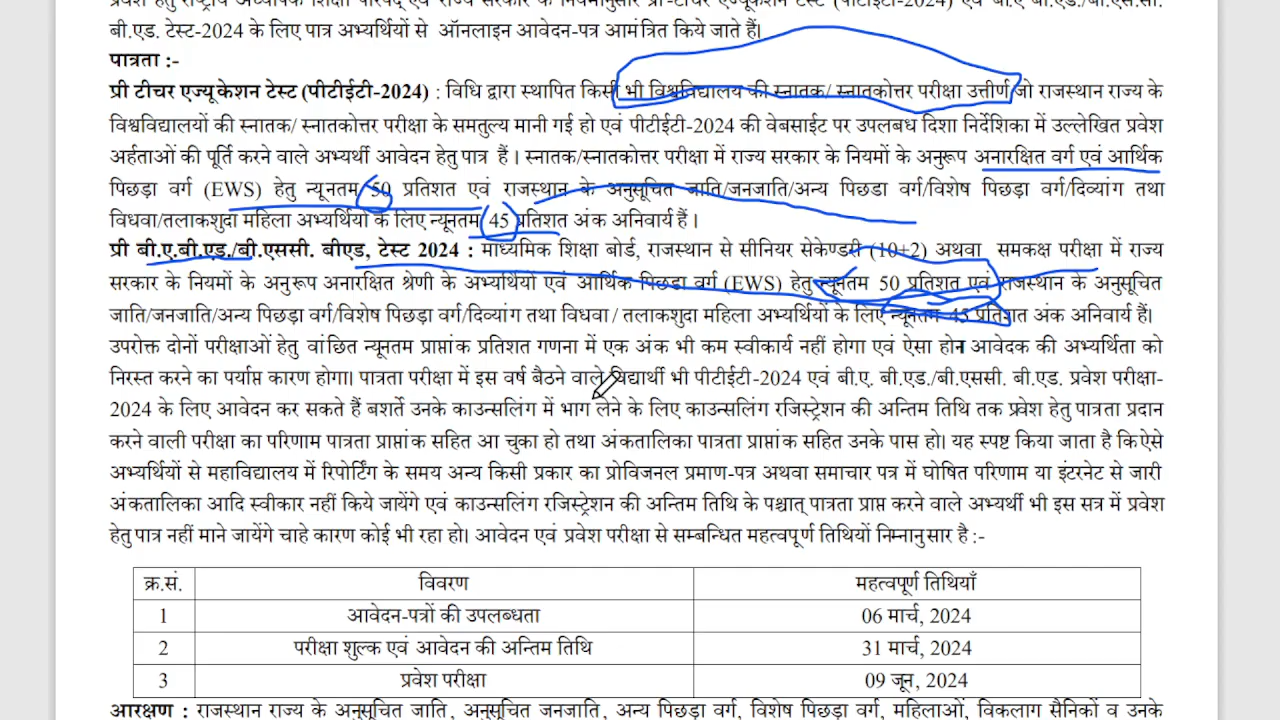 प्रवेश हेतु राष्ट्रीय अध्यापक शिक्षा परिषद् एवं राज्य सरकार के नियमानुसार प्री-टीचर एज्यूकेशन टेस्ट (पीटीईटी-2024) एवं बी.ए बी.एड./बी.एस.सी.
बी.एड. टेस्ट-2024 के लिए पात्र अभ्यर्थियों से ऑनलाइन आवेदन-पत्र आमंत्रित किये जाते हैं।
पात्रता :-
प्री टीचर एज्यूकेशन टेस्ट (पीटीईटी-2024) : विधि द्वारा स्थापित किसी भी विश्वविद्यालय की स्नातक/ स्नातकोत्तर परीक्षा उत्तीर्ण जो राजस्थान राज्य के
विश्वविद्यालयों की स्नातक/ स्नातकोत्तर परीक्षा के समतुल्य मानी गई हो एवं पीटीईटी-2024 की वेबसाईट पर उपलबध दिशा निर्देशिका में उल्लेखित प्रवेश
अर्हताओं की पूर्ति करने वाले अभ्यर्थी आवेदन हेतु पात्र हैं । स्नातक/स्नातकोत्तर परीक्षा में राज्य सरकार के नियमों के अनुरूप अनारक्षित वर्ग एवं आर्थिक
पिछड़ा वर्ग (EWS) हेतु न्यूनतम 50 प्रतिशत एवं राजस्थान के अनुसूचित जाति/जनजाति/अन्य पिछडा वर्ग/विशेष पिछड़ा वर्ग/दिव्यांग तथा
विधवा/तलाकशुदा महिला अभ्यर्थियों के लिए न्यूनतम 45 प्रतिशत अंक अनिवार्य हैं ।
प्री बी.ए.बी.एड./बी.एससी. बीएड, टेस्ट 2024 : माध्यमिक शिक्षा बोर्ड, राजस्थान से सीनियर सेकेण्डरी (10+2) अथवा समकक्ष परीक्षा में राज्य
सरकार के नियमों के अनुरूप अनारक्षित श्रेणी के अभ्यर्थियों एवं आर्थिक पिछड़ा वर्ग (EWS) हेतु न्यूनतम 50 प्रतिशत एवं राजस्थान के अनुसूचित
जाति/जनजाति/अन्य पिछड़ा वर्ग/विशेष पिछड़ा वर्ग/दिव्यांग तथा विधवा / तलाकशुदा महिला अभ्यर्थियों के लिए न्यूनतम 45 प्रतिशत अंक अनिवार्य हैं।
उपरोक्त दोनों परीक्षाओं हेतु वांछित न्यूनतम प्राप्तांक प्रतिशत गणना में एक अंक भी कम स्वीकार्य नहीं होगा एवं ऐसा होन आवेदक की अभ्यर्थिता को
निरस्त करने का पर्याप्त कारण होगा। पात्रता परीक्षा में इस वर्ष बैठने वाले विद्यार्थी भी पीटीईटी-2024 एवं बी.ए. बी.एड./बी.एससी. बी.एड. प्रवेश परीक्षा-
2024 के लिए आवेदन कर सकते हैं बशर्ते उनके काउन्सलिंग में भाग लेने के लिए काउन्सलिंग रजिस्ट्रेशन की अन्तिम तिथि तक प्रवेश हेतु पात्रता प्रदान
करने वाली परीक्षा का परिणाम पात्रता प्राप्तांक सहित आ चुका हो तथा अंकतालिका पात्रता प्राप्तांक सहित उनके पास हो। यह स्पष्ट किया जाता है कि ऐसे
अभ्यर्थियों से महाविद्यालय में रिपोर्टिंग के समय अन्य किसी प्रकार का प्रोविजनल प्रमाण-पत्र अथवा समाचार पत्र में घोषित परिणाम या इंटरनेट से जारी
अंकतालिका आदि स्वीकार नहीं किये जायेंगे एवं काउन्सलिंग रजिस्ट्रेशन की अन्तिम तिथि के पश्चात् पात्रता प्राप्त करने वाले अभ्यर्थी भी इस सत्र में प्रवेश
हेतु पात्र नहीं माने जायेंगे चाहे कारण कोई भी रहा हो। आवेदन एवं प्रवेश परीक्षा से सम्बन्धित महत्वपूर्ण तिथियों निम्नानुसार है :-
क्र.सं. विवरण महत्वपूर्ण तिथियाँ
1 आवेदन-पत्रों की उपलब्धता 06 मार्च, 2024
2 परीक्षा शुल्क एवं आवेदन की अन्तिम तिथि 31 मार्च, 2024
3 प्रवेश परीक्षा 09 जून, 2024
आरक्षण : राजस्थान राज्य के अनुसूचित जाति, अनुसूचित जनजाति, अन्य पिछड़ा वर्ग, विशेष पिछड़ा वर्ग, महिलाओं, विकलाग सैनिकों व उनके